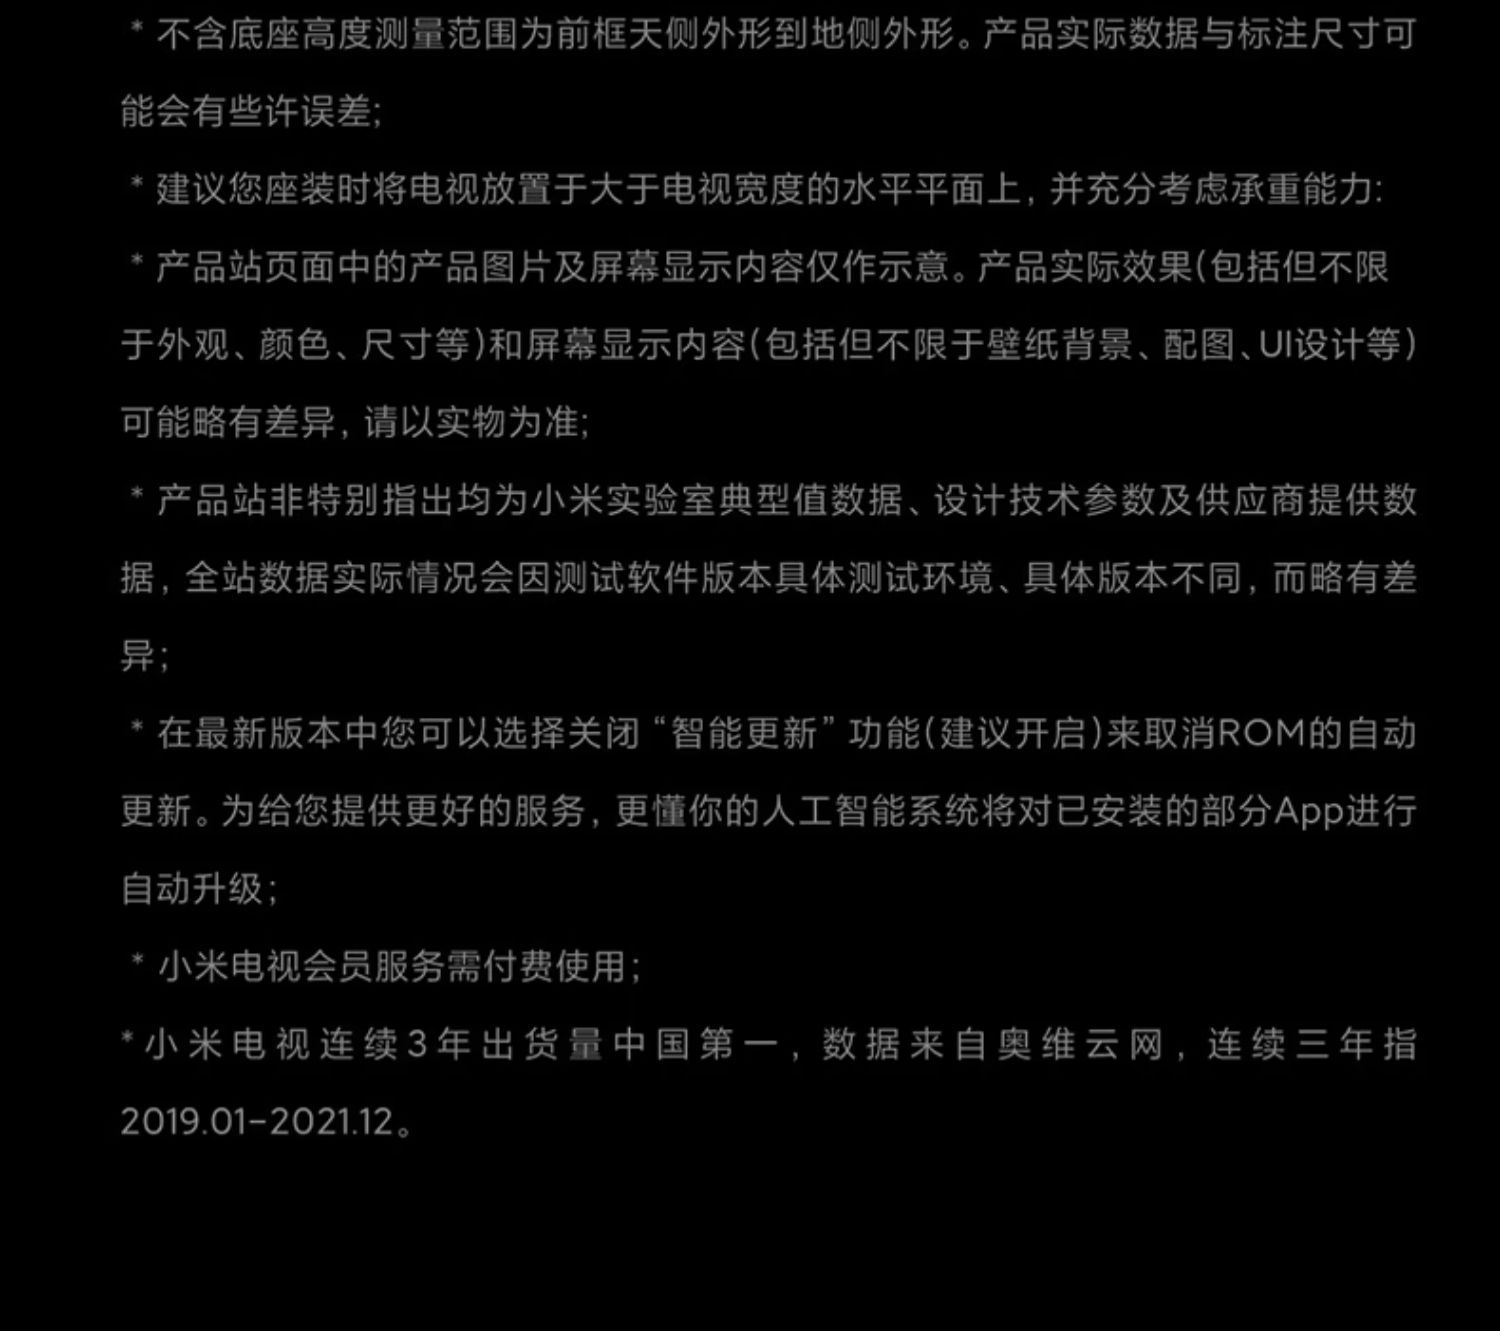 * 不含底座高度测量范围为前框天侧外形到地侧外形。产品实际数据与标注尺寸可
能会有些许误差;
* 建议您座装时将电视放置于大于电视宽度的水平平面上, 并充分考虑承重能力:
* 产品站页面中的产品图片及屏幕显示内容仅作示意。产品实际效果(包括但不限
于外观、颜色、尺寸等)和屏幕显示内容(包括但不限于壁纸背景、配图、UI设计等)
可能略有差异, 请以实物为准;
* 产品站非特别指出均为小米实验室典型值数据、设计技术参数及供应商提供数
据, 全站数据实际情况会因测试软件版本具体测试环境、具体版本不同, 而略有差
异;
* 在最新版本中您可以选择关闭 “智能更新” 功能(建议开启)来取消ROM的自动
更新。为给您提供更好的服务, 更懂你的人工智能系统将对已安装的部分App进行
自动升级;
* 小米电视会员服务需付费使用;
*小米电视连续3年出货量中国第一, 数据来自奥维云网, 连续三年指
2019.01-2021.12。